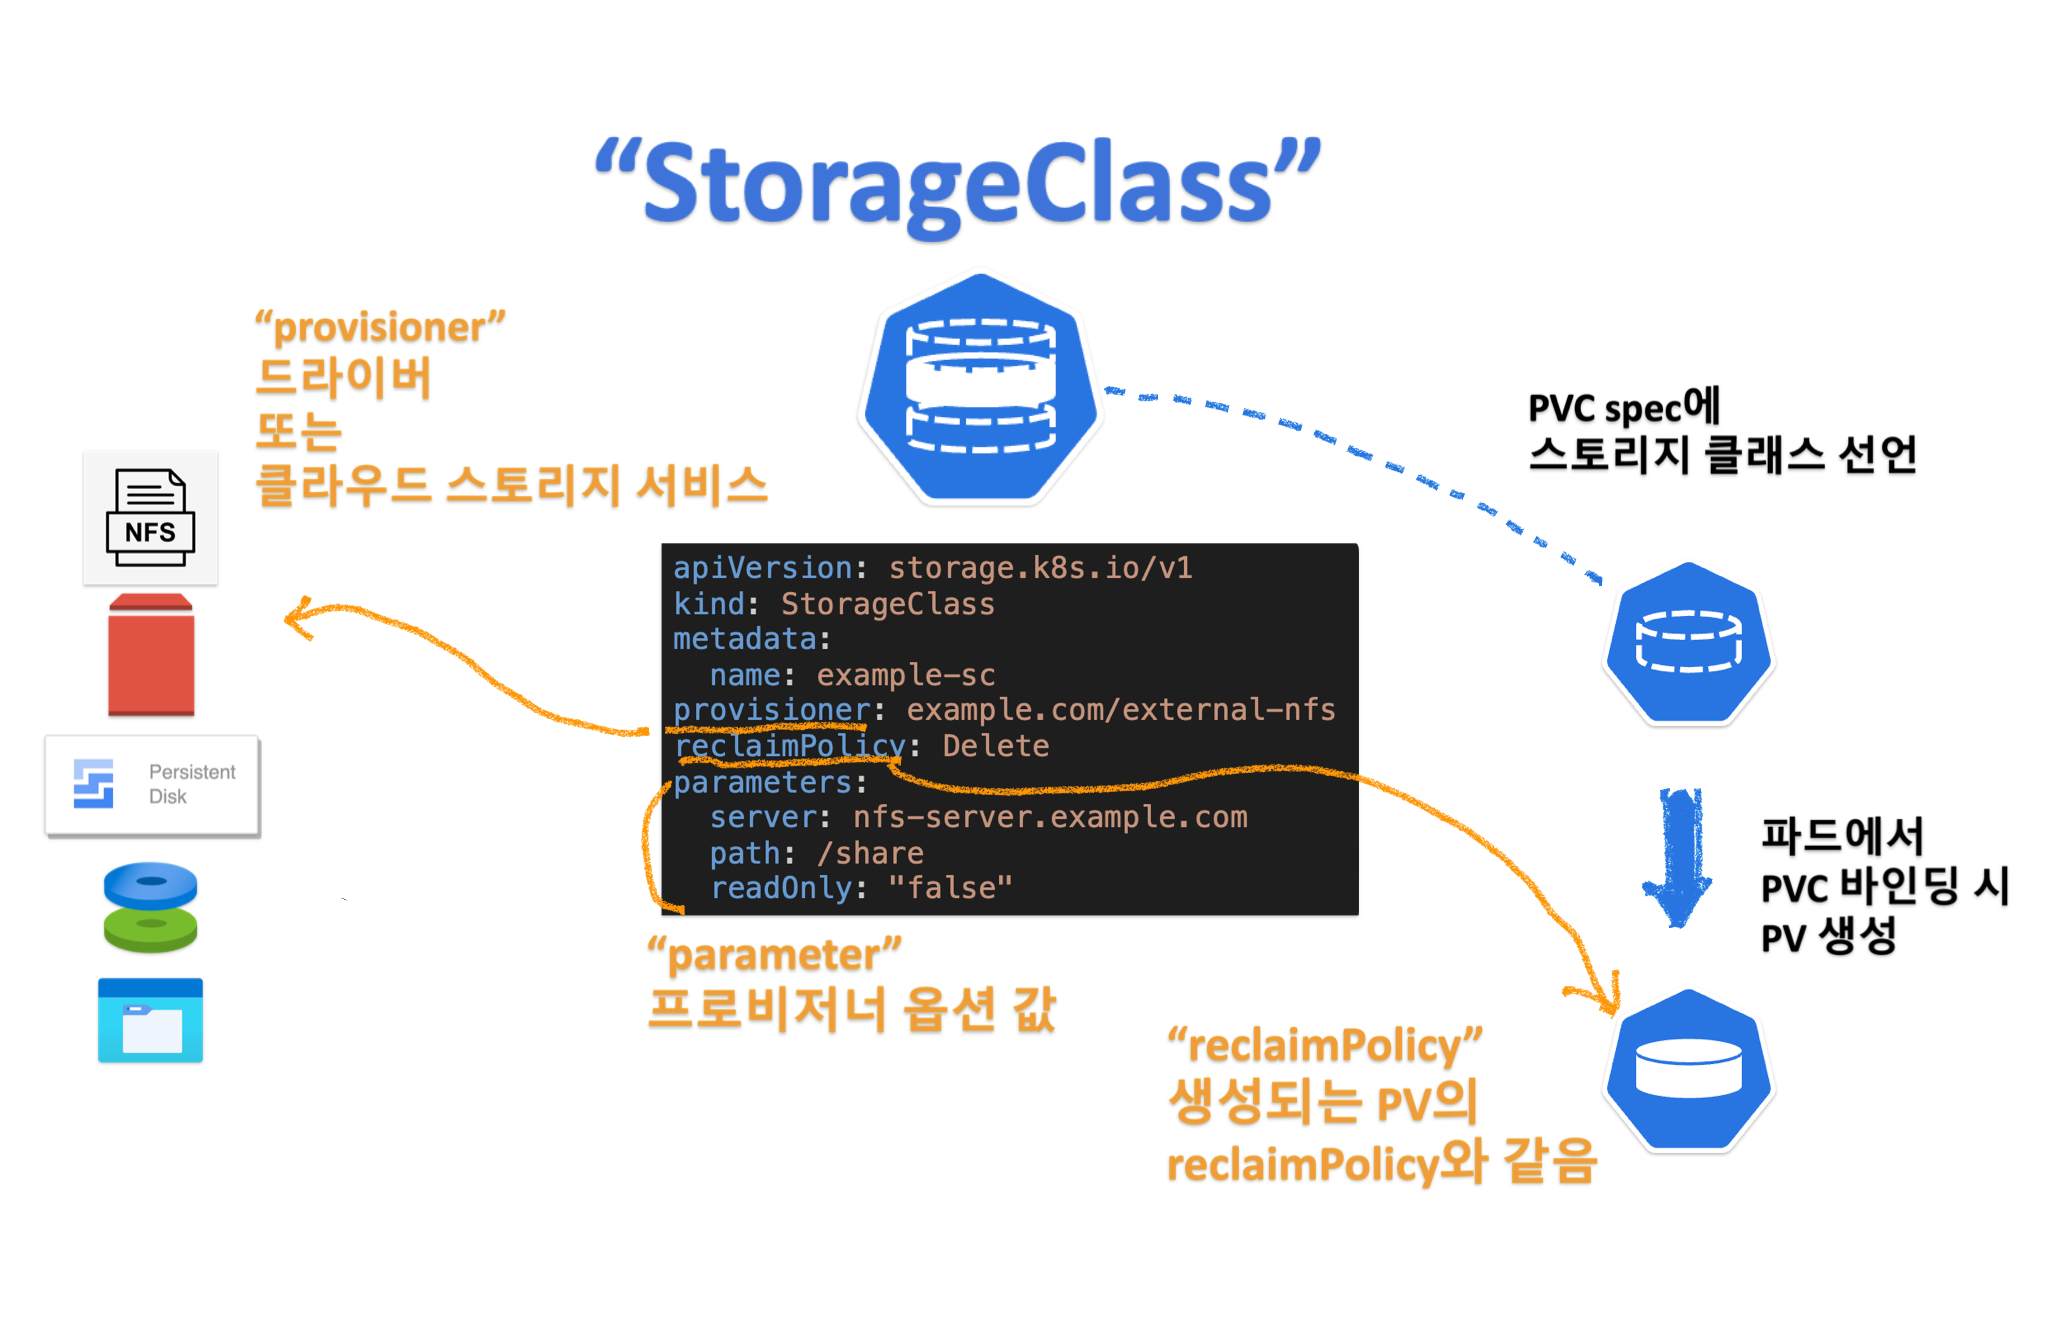 “StorageClass”
“provisioner”
드라이버
또는
클라우드 스토리지 서비스
NFS
Persistent
Disk
PVC spec에
스토리지 클래스 선언
apiVersion: storage.k8s.io/v1
kind: StorageClass
metadata:
  name: example-sc
provisioner: example.com/external-nfs
reclaimPolicy: Delete
parameters:
  server: nfs-server.example.com
  path: /share
  readOnly: "false"
파드에서
PVC 바인딩 시
PV 생성
“parameter”
프로비저너 옵션 값
“reclaimPolicy”
생성되는 PV의
reclaimPolicy와 같음